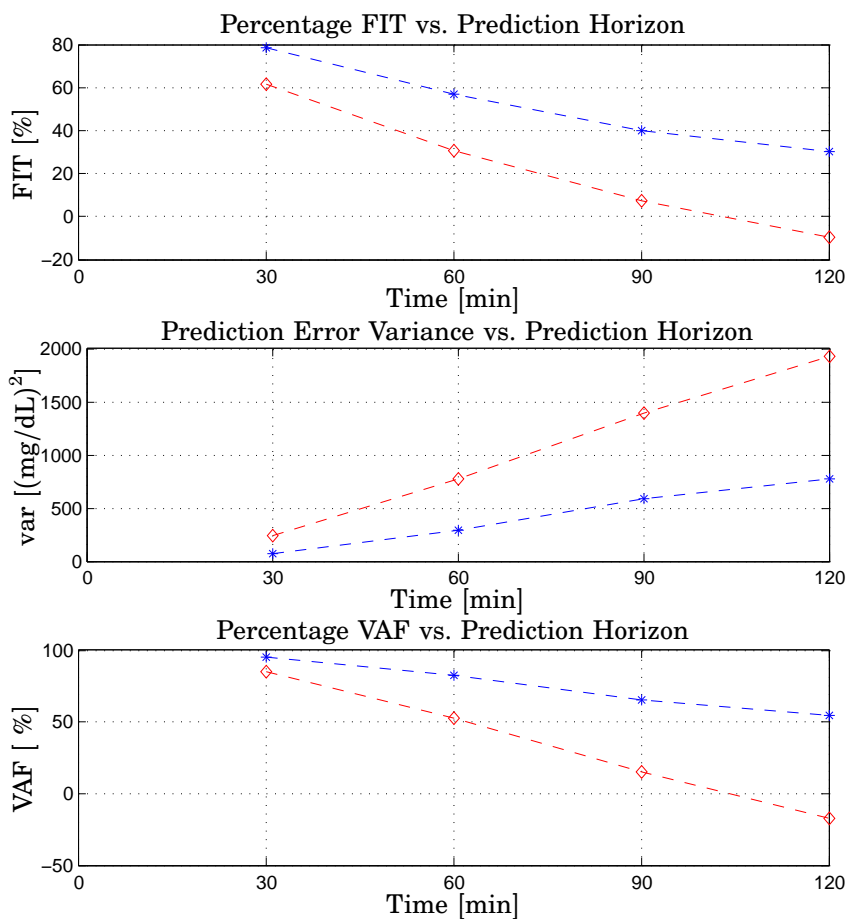 Percentage FIT vs. Prediction Horizon
80
60
40
20
0
−20
FIT [%]
0 30 60 90 120
Time [min]
Prediction Error Variance vs. Prediction Horizon
2000
1500
1000
500
0
var [(mg/dL)²]
0 30 60 90 120
Time [min]
Percentage VAF vs. Prediction Horizon
100
50
0
−50
VAF [ %]
0 30 60 90 120
Time [min]